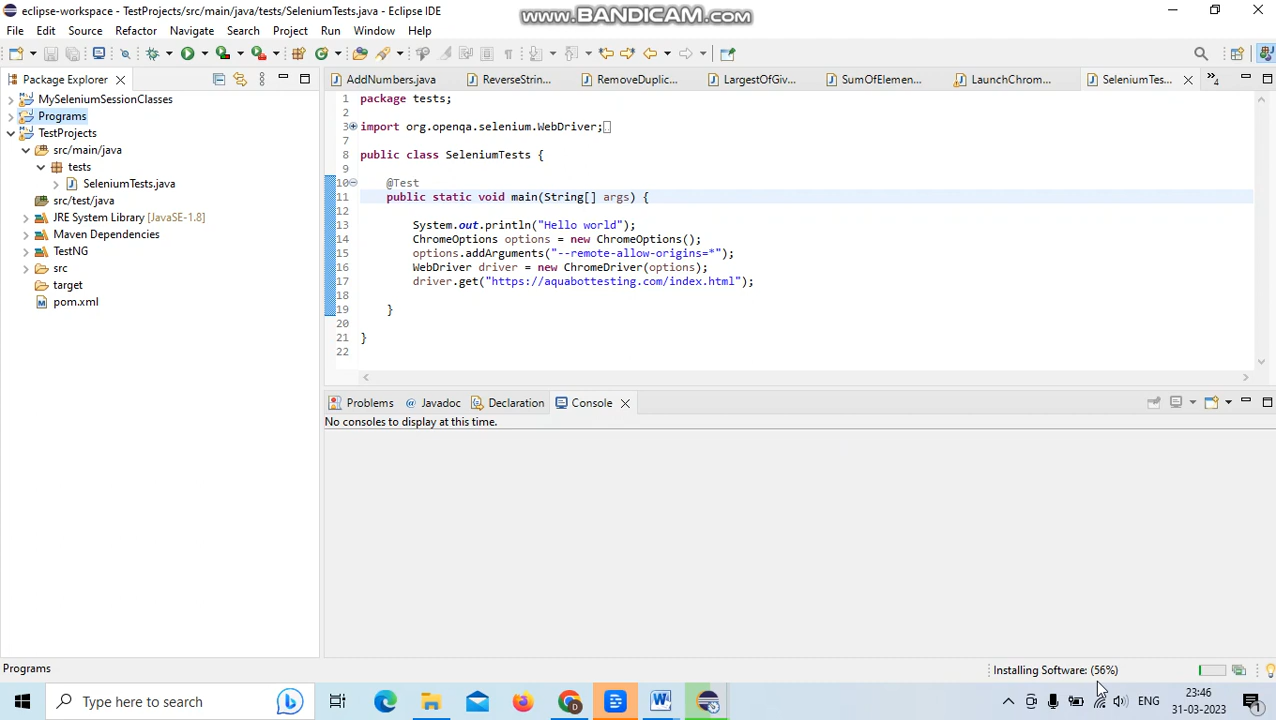 eclipse-workspace - TestProjects/src/main/java/tests/SeleniumTests.java - Eclipse IDE
www.BANDICAM.com
File Edit Source Refactor Navigate Search Project Run Window Help
Package Explorer
MySeleniumSessionClasses
Programs
TestProjects
src/main/java
tests
SeleniumTests.java
src/test/java
JRE System Library [JavaSE-1.8]
Maven Dependencies
TestNG
src
target
pom.xml
AddNumbers.java ReverseStrin... RemoveDuplic... LargestOfGiv... SumOfElemen... LaunchChrom... SeleniumTes... »4
1 package tests;
2
3 import org.openqa.selenium.WebDriver;
7
8 public class SeleniumTests {
9
10 @Test
11 public static void main(String[] args) {
12
13 System.out.println("Hello world");
14 ChromeOptions options = new ChromeOptions();
15 options.addArguments("--remote-allow-origins=*");
16 WebDriver driver = new ChromeDriver(options);
17 driver.get("https://aquabottesting.com/index.html");
18
19 }
20
21 }
22
Problems @ Javadoc Declaration Console
No consoles to display at this time.
Programs
Installing Software: (56%)
Type here to search
ENG
23:46
31-03-2023
1